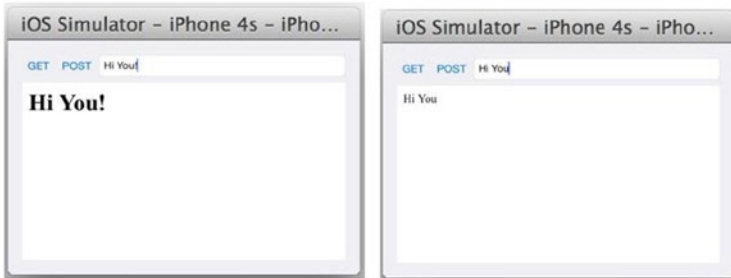 iOS Simulator – iPhone 4s – iPho...
GET POST Hi You!
Hi You!
iOS Simulator – iPhone 4s – iPho...
GET POST Hi You
Hi You